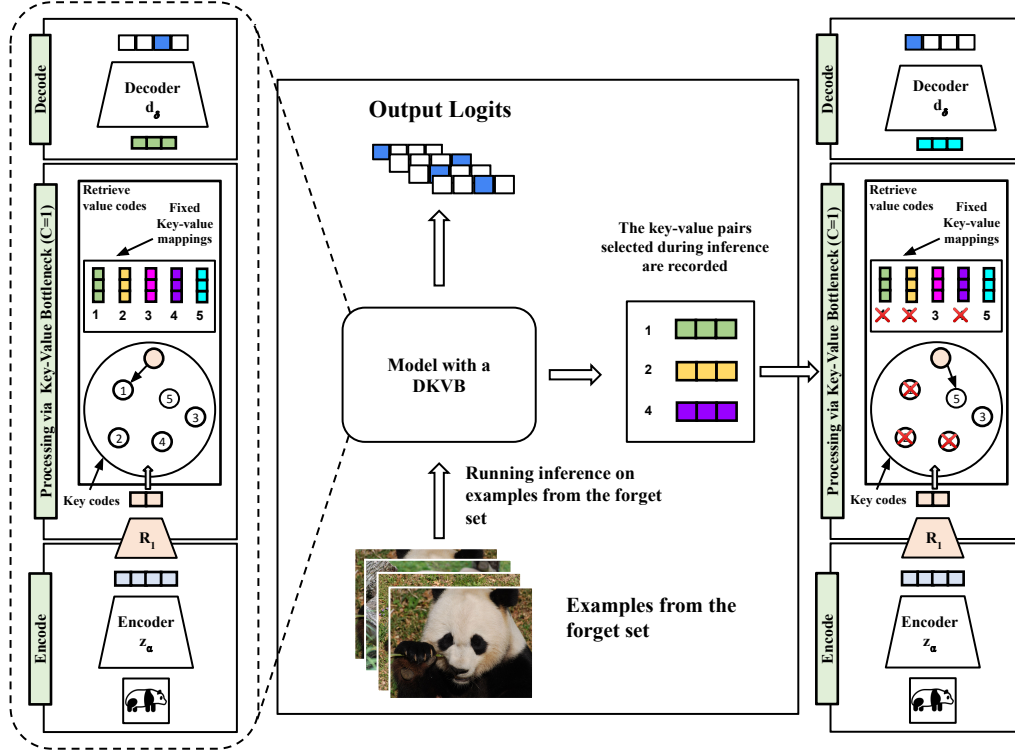 Decode
Decoder
d𝛿
Processing via Key-Value Bottleneck (C=1)
Retrieve
value codes
Fixed
Key-value
mappings
1 2 3 4 5
1
5
3
2
4
Key codes
R1
Encode
Encoder
zα
Output Logits
Model with a
DKVB
Running inference on
examples from the forget
set
Examples from the
forget set
The key-value pairs
selected during inference
are recorded
1
2
4
Decode
Decoder
d𝛿
Processing via Key-Value Bottleneck (C=1)
Retrieve
value codes
Fixed
Key-value
mappings
3 5
5
3
Key codes
R1
Encode
Encoder
zα